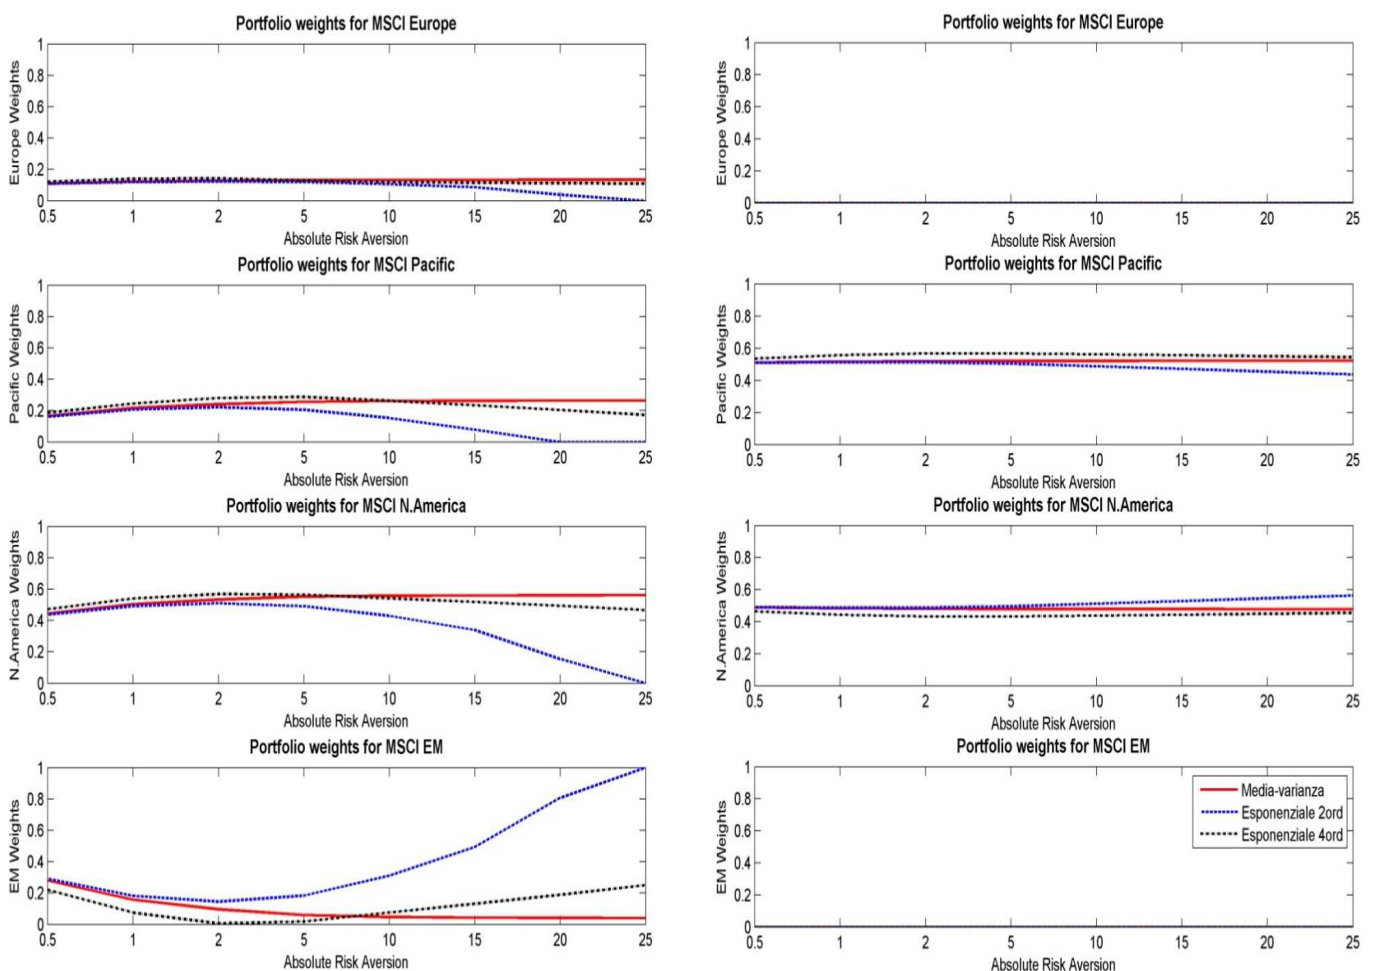 Portfolio weights for MSCI Europe
Europe Weights
1
0.8
0.6
0.4
0.2
0
0.5 1 2 5 10 15 20 25
Absolute Risk Aversion
Portfolio weights for MSCI Pacific
Pacific Weights
1
0.8
0.6
0.4
0.2
0
0.5 1 2 5 10 15 20 25
Absolute Risk Aversion
Portfolio weights for MSCI N.America
N.America Weights
1
0.8
0.6
0.4
0.2
0
0.5 1 2 5 10 15 20 25
Absolute Risk Aversion
Portfolio weights for MSCI EM
EM Weights
1
0.8
0.6
0.4
0.2
0
0.5 1 2 5 10 15 20 25
Absolute Risk Aversion
Portfolio weights for MSCI Europe
Europe Weights
1
0.8
0.6
0.4
0.2
0
0.5 1 2 5 10 15 20 25
Absolute Risk Aversion
Portfolio weights for MSCI Pacific
Pacific Weights
1
0.8
0.6
0.4
0.2
0
0.5 1 2 5 10 15 20 25
Absolute Risk Aversion
Portfolio weights for MSCI N.America
N.America Weights
1
0.8
0.6
0.4
0.2
0
0.5 1 2 5 10 15 20 25
Absolute Risk Aversion
Portfolio weights for MSCI EM
EM Weights
1
0.8
0.6
0.4
0.2
0
Media-varianza
Esponenziale 2ord
Esponenziale 4ord
0.5 1 2 5 10 15 20 25
Absolute Risk Aversion